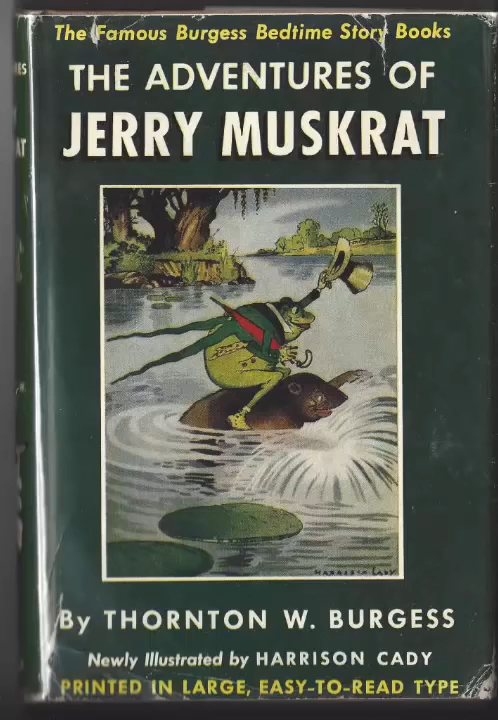 The Famous Burgess Bedtime Story Books
THE ADVENTURES OF
JERRY MUSKRAT
HARRISON CADY
By THORNTON W. BURGESS
Newly Illustrated by HARRISON CADY
PRINTED IN LARGE, EASY-TO-READ TYPE